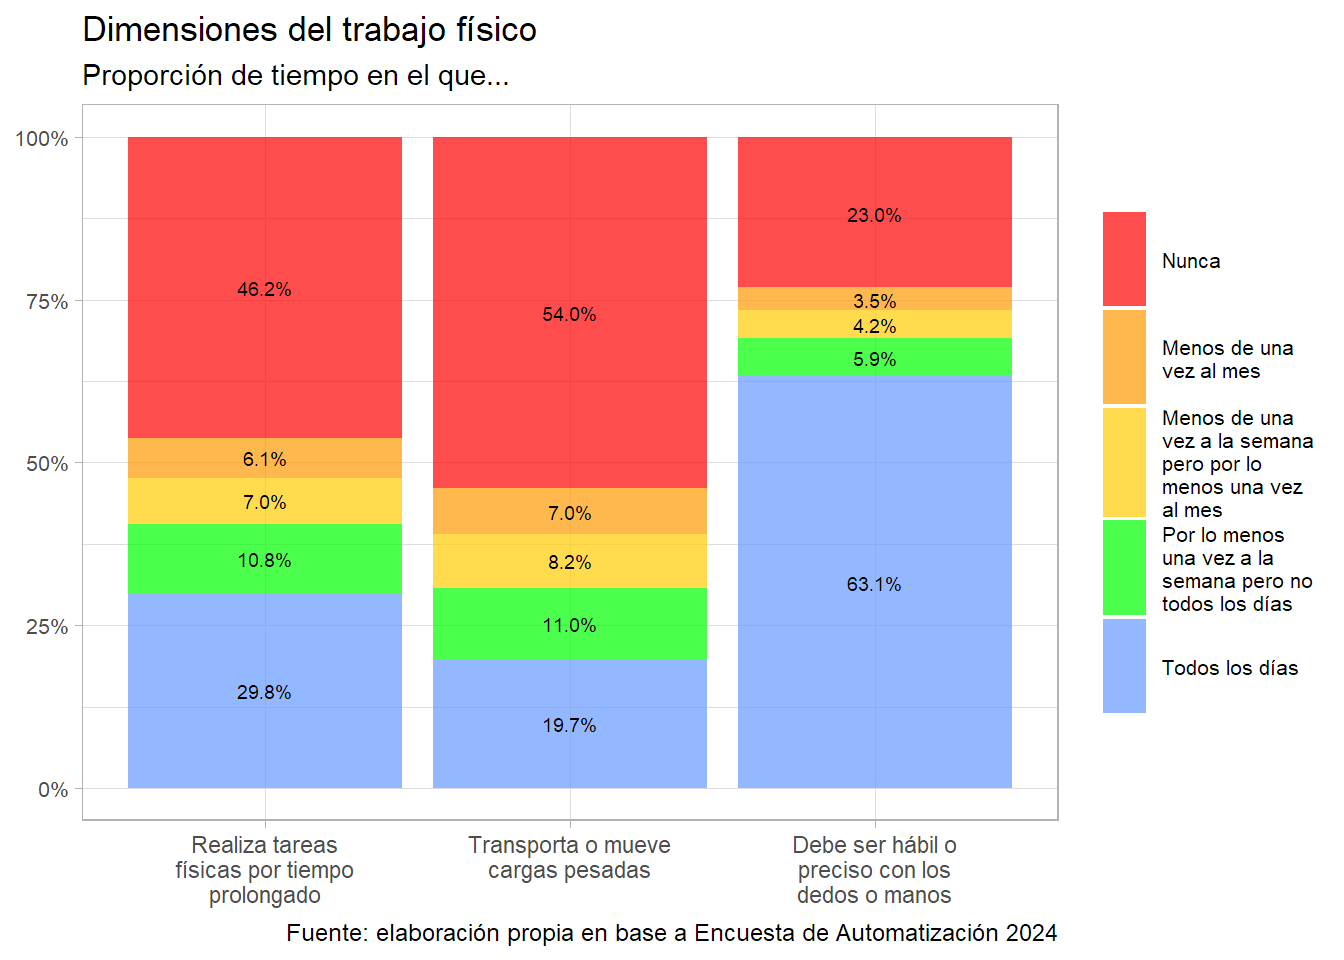 Dimensiones del trabajo físico
Proporción de tiempo en el que...
100%
75%
50%
25%
0%
46.2%
6.1%
7.0%
10.8%
29.8%
54.0%
7.0%
8.2%
11.0%
19.7%
23.0%
3.5%
4.2%
5.9%
63.1%
Realiza tareas
físicas por tiempo
prolongado
Transporta o mueve
cargas pesadas
Debe ser hábil o
preciso con los
dedos o manos
Nunca
Menos de una
vez al mes
Menos de una
vez a la semana
pero por lo
menos una vez
al mes
Por lo menos
una vez a la
semana pero no
todos los días
Todos los días
Fuente: elaboración propia en base a Encuesta de Automatización 2024